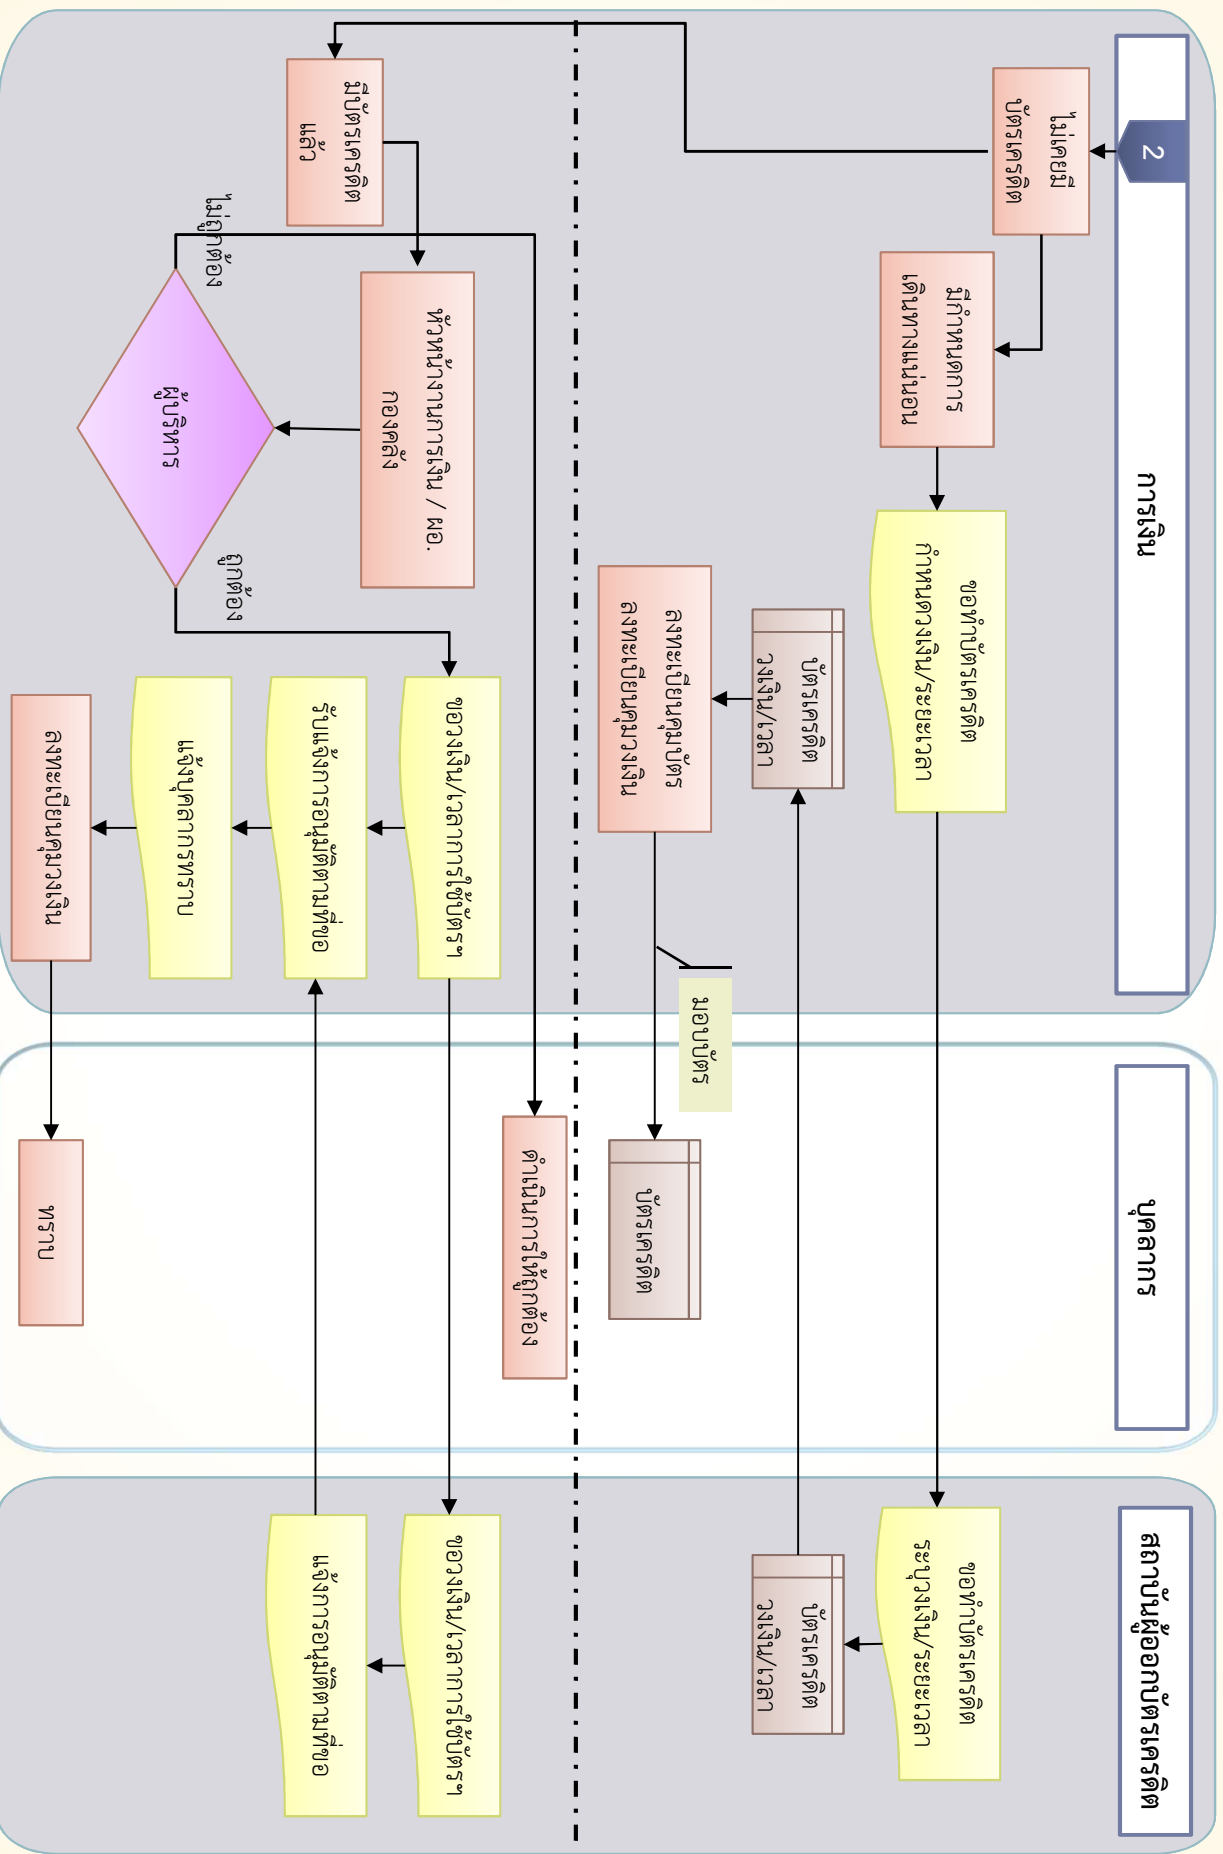 การเงิน
บุคลากร
สถาบันผู้ออกบัตรเครดิต
2
ไม่เคยมี
บัตรเครดิต
มีกำหนดการ
เดินทางแน่นอน
ขอทำบัตรเครดิต
กำหนดวงเงิน/ระยะเวลา
ขอทำบัตรเครดิต
ระบุวงเงิน/ระยะเวลา
บัตรเครดิต
วงเงิน/เวลา
บัตรเครดิต
วงเงิน/เวลา
ลงทะเบียนคุมบัตร
ลงทะเบียนคุมวงเงิน
มอบบัตร
บัตรเครดิต
มีบัตรเครดิต
แล้ว
หัวหน้างานการเงิน / ผอ.
กองคลัง
ผู้บริหาร
ไม่ถูกต้อง
ถูกต้อง
ดำเนินการให้ถูกต้อง
ขอวงเงิน/เวลาการใช้บัตรฯ
ขอวงเงิน/เวลาการใช้บัตรฯ
รับแจ้งการอนุมัติตามที่ขอ
แจ้งการอนุมัติตามที่ขอ
แจ้งบุคลากรทราบ
ลงทะเบียนคุมวงเงิน
ทราบ